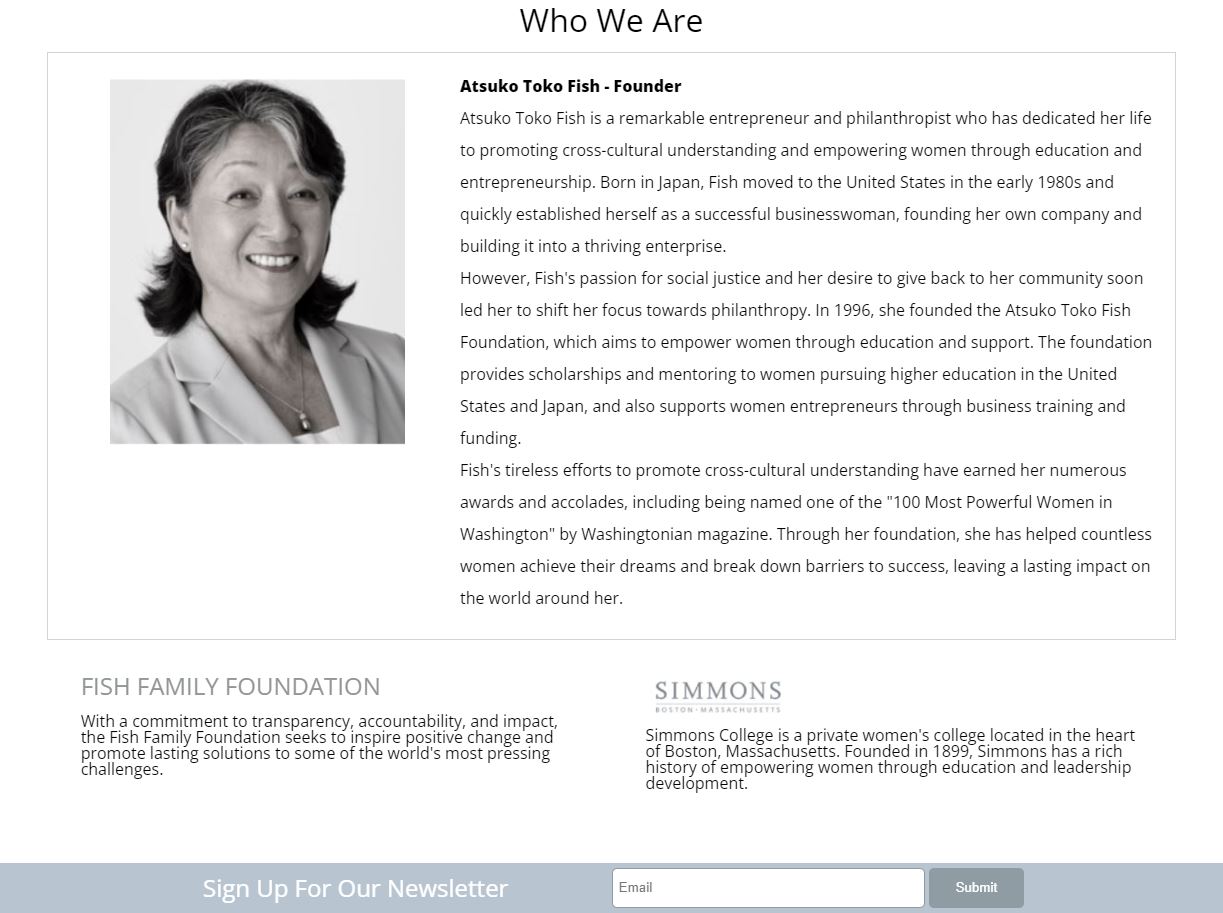 Who We Are
Atsuko Toko Fish - Founder
Atsuko Toko Fish is a remarkable entrepreneur and philanthropist who has dedicated her life
to promoting cross-cultural understanding and empowering women through education and
entrepreneurship. Born in Japan, Fish moved to the United States in the early 1980s and
quickly established herself as a successful businesswoman, founding her own company and
building it into a thriving enterprise.
However, Fish's passion for social justice and her desire to give back to her community soon
led her to shift her focus towards philanthropy. In 1996, she founded the Atsuko Toko Fish
Foundation, which aims to empower women through education and support. The foundation
provides scholarships and mentoring to women pursuing higher education in the United
States and Japan, and also supports women entrepreneurs through business training and
funding.
Fish's tireless efforts to promote cross-cultural understanding have earned her numerous
awards and accolades, including being named one of the "100 Most Powerful Women in
Washington" by Washingtonian magazine. Through her foundation, she has helped countless
women achieve their dreams and break down barriers to success, leaving a lasting impact on
the world around her.
FISH FAMILY FOUNDATION
With a commitment to transparency, accountability, and impact,
the Fish Family Foundation seeks to inspire positive change and
promote lasting solutions to some of the world's most pressing
challenges.
SIMMONS
BOSTON · MASSACHUSETTS
Simmons College is a private women's college located in the heart
of Boston, Massachusetts. Founded in 1899, Simmons has a rich
history of empowering women through education and leadership
development.
Sign Up For Our Newsletter
Email
Submit